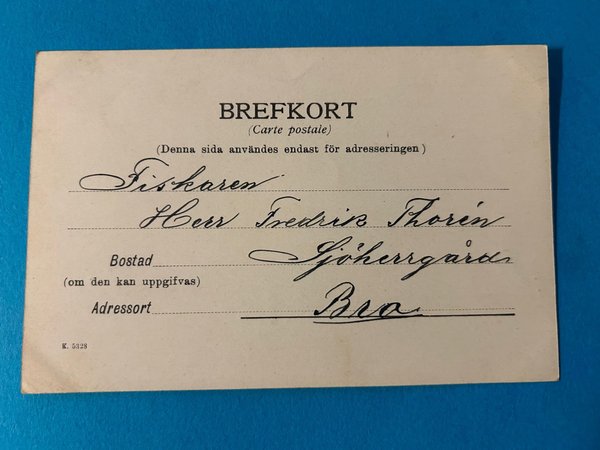 BREFKORT
(Carte postale)
(Denna sida användes endast för adresseringen)
Fiskaren
Herr Fredrik Thorén
Bostad Sjöherrgård
(om den kan uppgifvas)
Adressort Bro
K. 5328